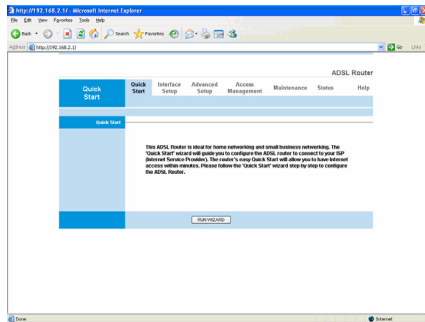 http://192.168.2.1/ - Microsoft Internet Explorer
File Edit View Favorites Tools Help
Back Search Favorites
Address http://192.168.2.1/ Go Links
ADSL Router
Quick Start
Quick Start Interface Setup Advanced Setup Access Management Maintenance Status Help
Quick Start
This ADSL Router is ideal for home networking and small business networking. The
'Quick Start' wizard will guide you to configure the ADSL router to connect to your ISP
(Internet Service Provider). The router's easy Quick Start will allow you to have Internet
access within minutes. Please follow the 'Quick Start' wizard step by step to configure
the ADSL Router.
RUN WIZARD
Done Internet